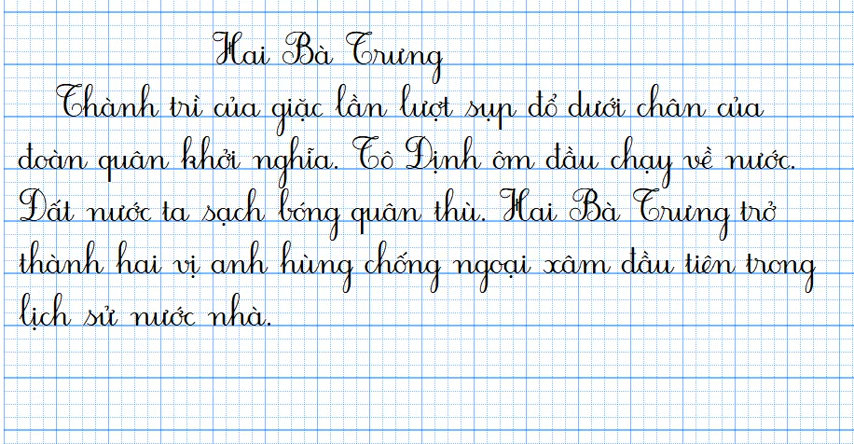 Hai Bà Trưng
Thành trì của giặc lần lượt sụp đổ dưới chân của
đoàn quân khởi nghĩa. Tô Định ôm đầu chạy về nước.
Đất nước ta sạch bóng quân thù. Hai Bà Trưng trở
thành hai vị anh hùng chống ngoại xâm đầu tiên trong
lịch sử nước nhà.